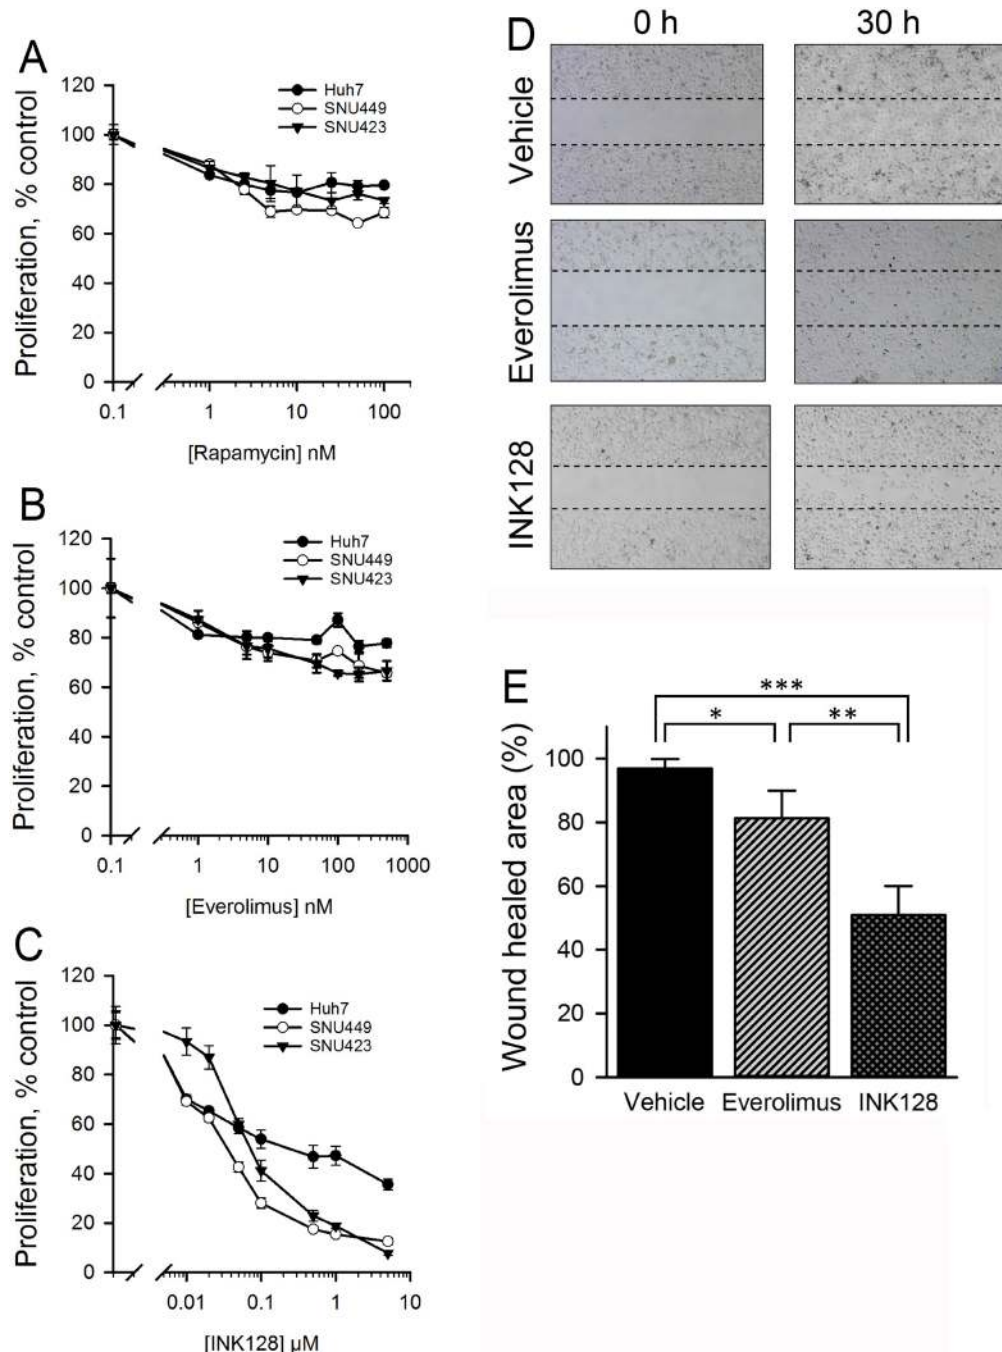 A
120
100
80
60
40
20
0
Proliferation, % control
Huh7
SNU449
SNU423
0.1 1 10 100
[Rapamycin] nM
B
120
100
80
60
40
20
0
Proliferation, % control
Huh7
SNU449
SNU423
0.1 1 10 100 1000
[Everolimus] nM
C
120
100
80
60
40
20
0
Proliferation, % control
Huh7
SNU449
SNU423
0.01 0.1 1 10
[INK128] µM
D
0 h 30 h
Vehicle
Everolimus
INK128
E
***
* **
100
80
60
40
20
0
Wound healed area (%)
Vehicle Everolimus INK128